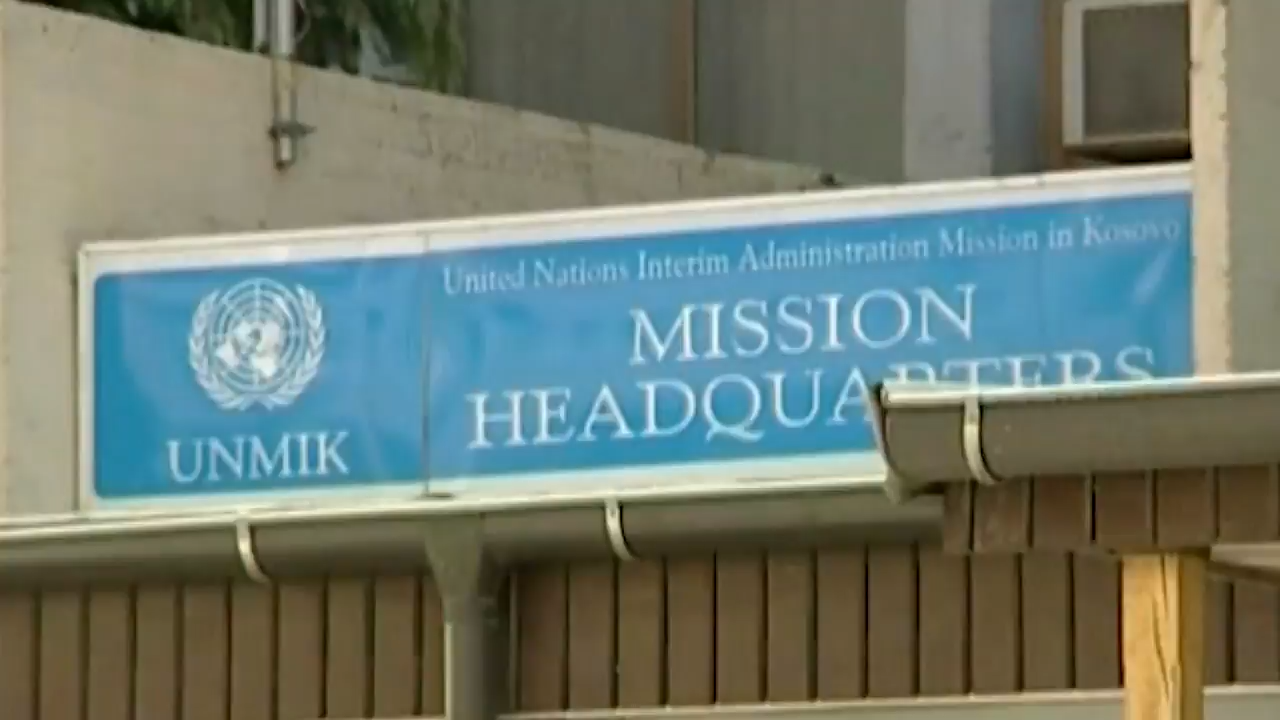 UNMIK
United Nations Interim Administration Mission in Kosovo
MISSION
HEADQUARTERS